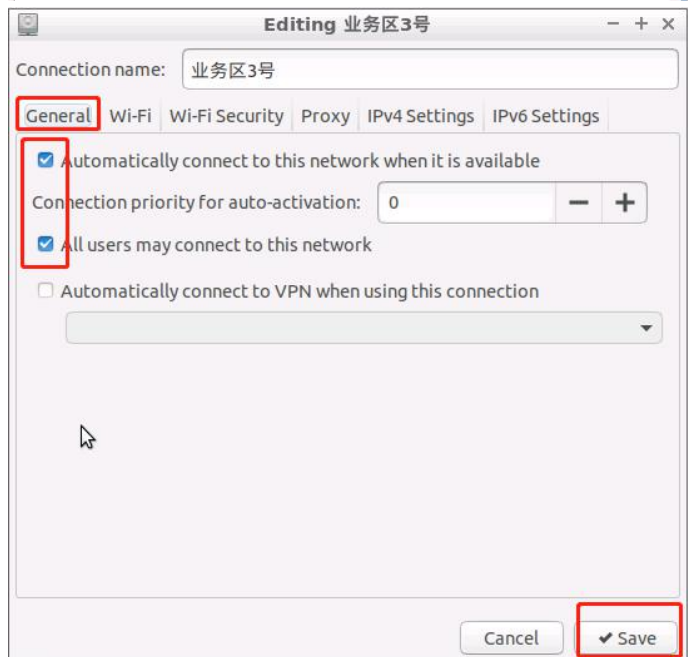 Editing 业务区3号
Connection name: 业务区3号
General Wi-Fi Wi-Fi Security Proxy IPv4 Settings IPv6 Settings
Automatically connect to this network when it is available
Connection priority for auto-activation: 0
All users may connect to this network
Automatically connect to VPN when using this connection
Cancel Save